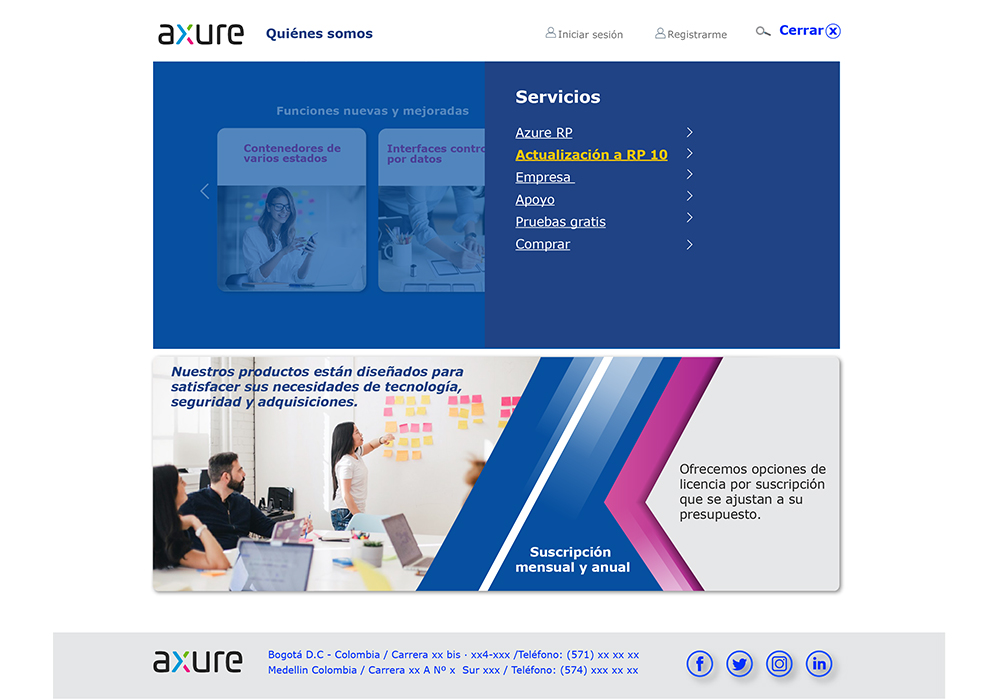 axure
Quiénes somos
Iniciar sesión
Registrarme
Cerrar
Funciones nuevas y mejoradas
Contenedores de
varios estados
Interfaces contro
por datos
Servicios
Azure RP
Actualización a RP 10
Empresa
Apoyo
Pruebas gratis
Comprar
Nuestros productos están diseñados para
satisfacer sus necesidades de tecnología,
seguridad y adquisiciones.
Suscripción
mensual y anual
Ofrecemos opciones de
licencia por suscripción
que se ajustan a su
presupuesto.
axure
Bogotá D.C - Colombia / Carrera xx bis · xx4-xxx /Teléfono: (571) xx xx xx
Medellin Colombia / Carrera xx A Nº x Sur xxx / Teléfono: (574) xxx xx xx